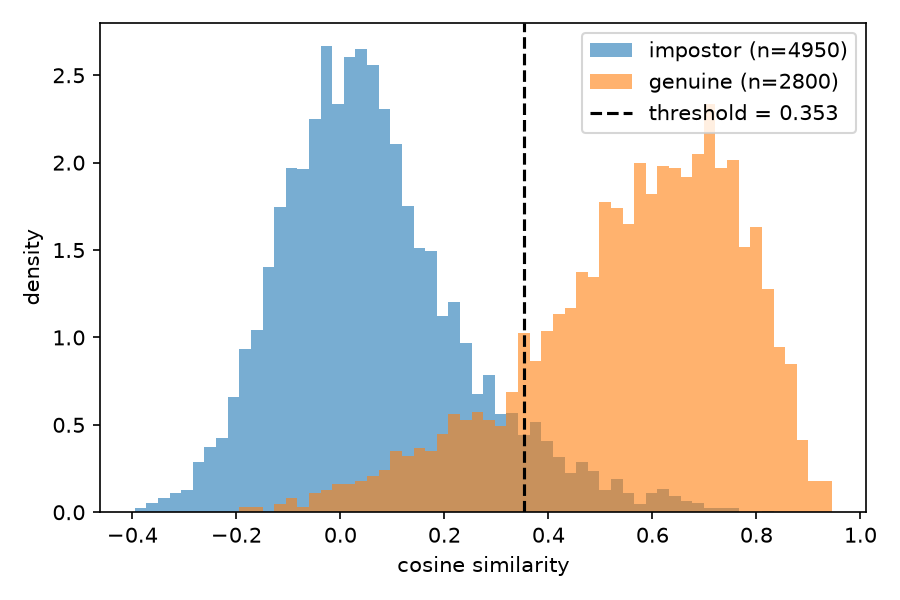 impostor (n=4950)
genuine (n=2800)
threshold = 0.353
2.5
2.0
1.5
1.0
0.5
0.0
density
−0.4 −0.2 0.0 0.2 0.4 0.6 0.8 1.0
cosine similarity